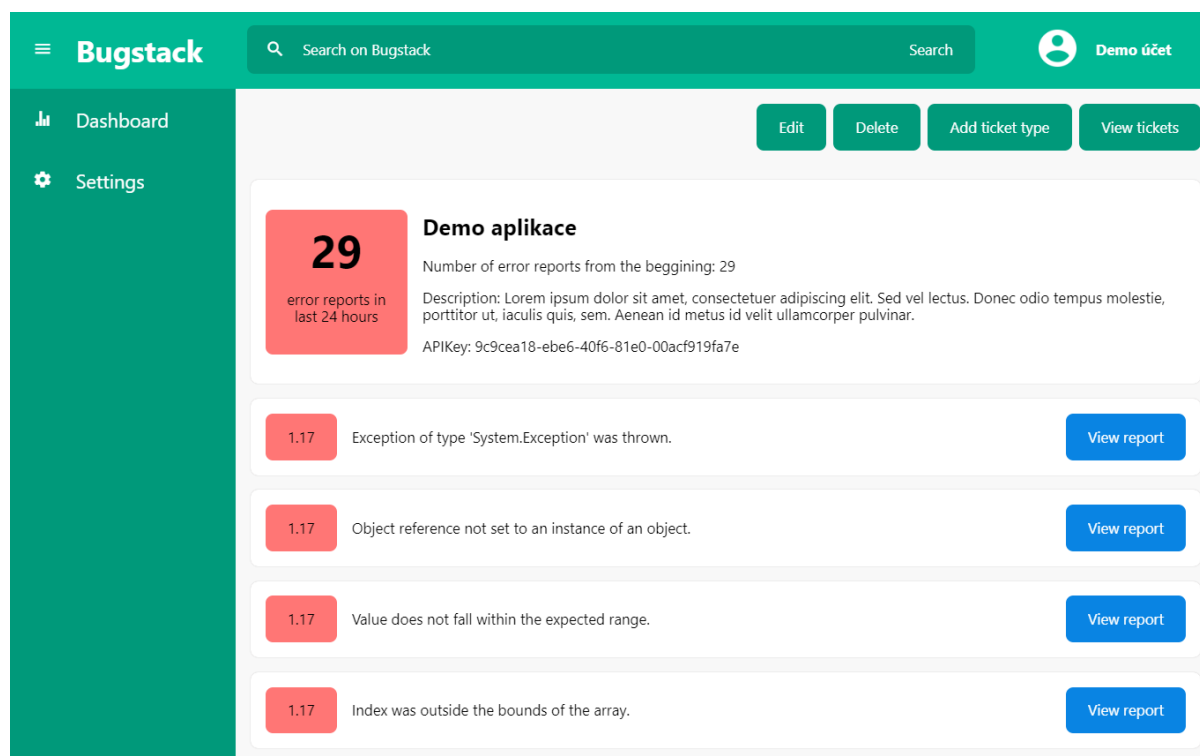 Bugstack
Search on Bugstack
Search
Demo účet
Dashboard
Settings
Edit
Delete
Add ticket type
View tickets
29
error reports in
last 24 hours
Demo aplikace
Number of error reports from the beggining: 29
Description: Lorem ipsum dolor sit amet, consectetuer adipiscing elit. Sed vel lectus. Donec odio tempus molestie,
porttitor ut, iaculis quis, sem. Aenean id metus id velit ullamcorper pulvinar.
APIKey: 9c9cea18-ebe6-40f6-81e0-00acf919fa7e
1.17
Exception of type 'System.Exception' was thrown.
View report
1.17
Object reference not set to an instance of an object.
View report
1.17
Value does not fall within the expected range.
View report
1.17
Index was outside the bounds of the array.
View report